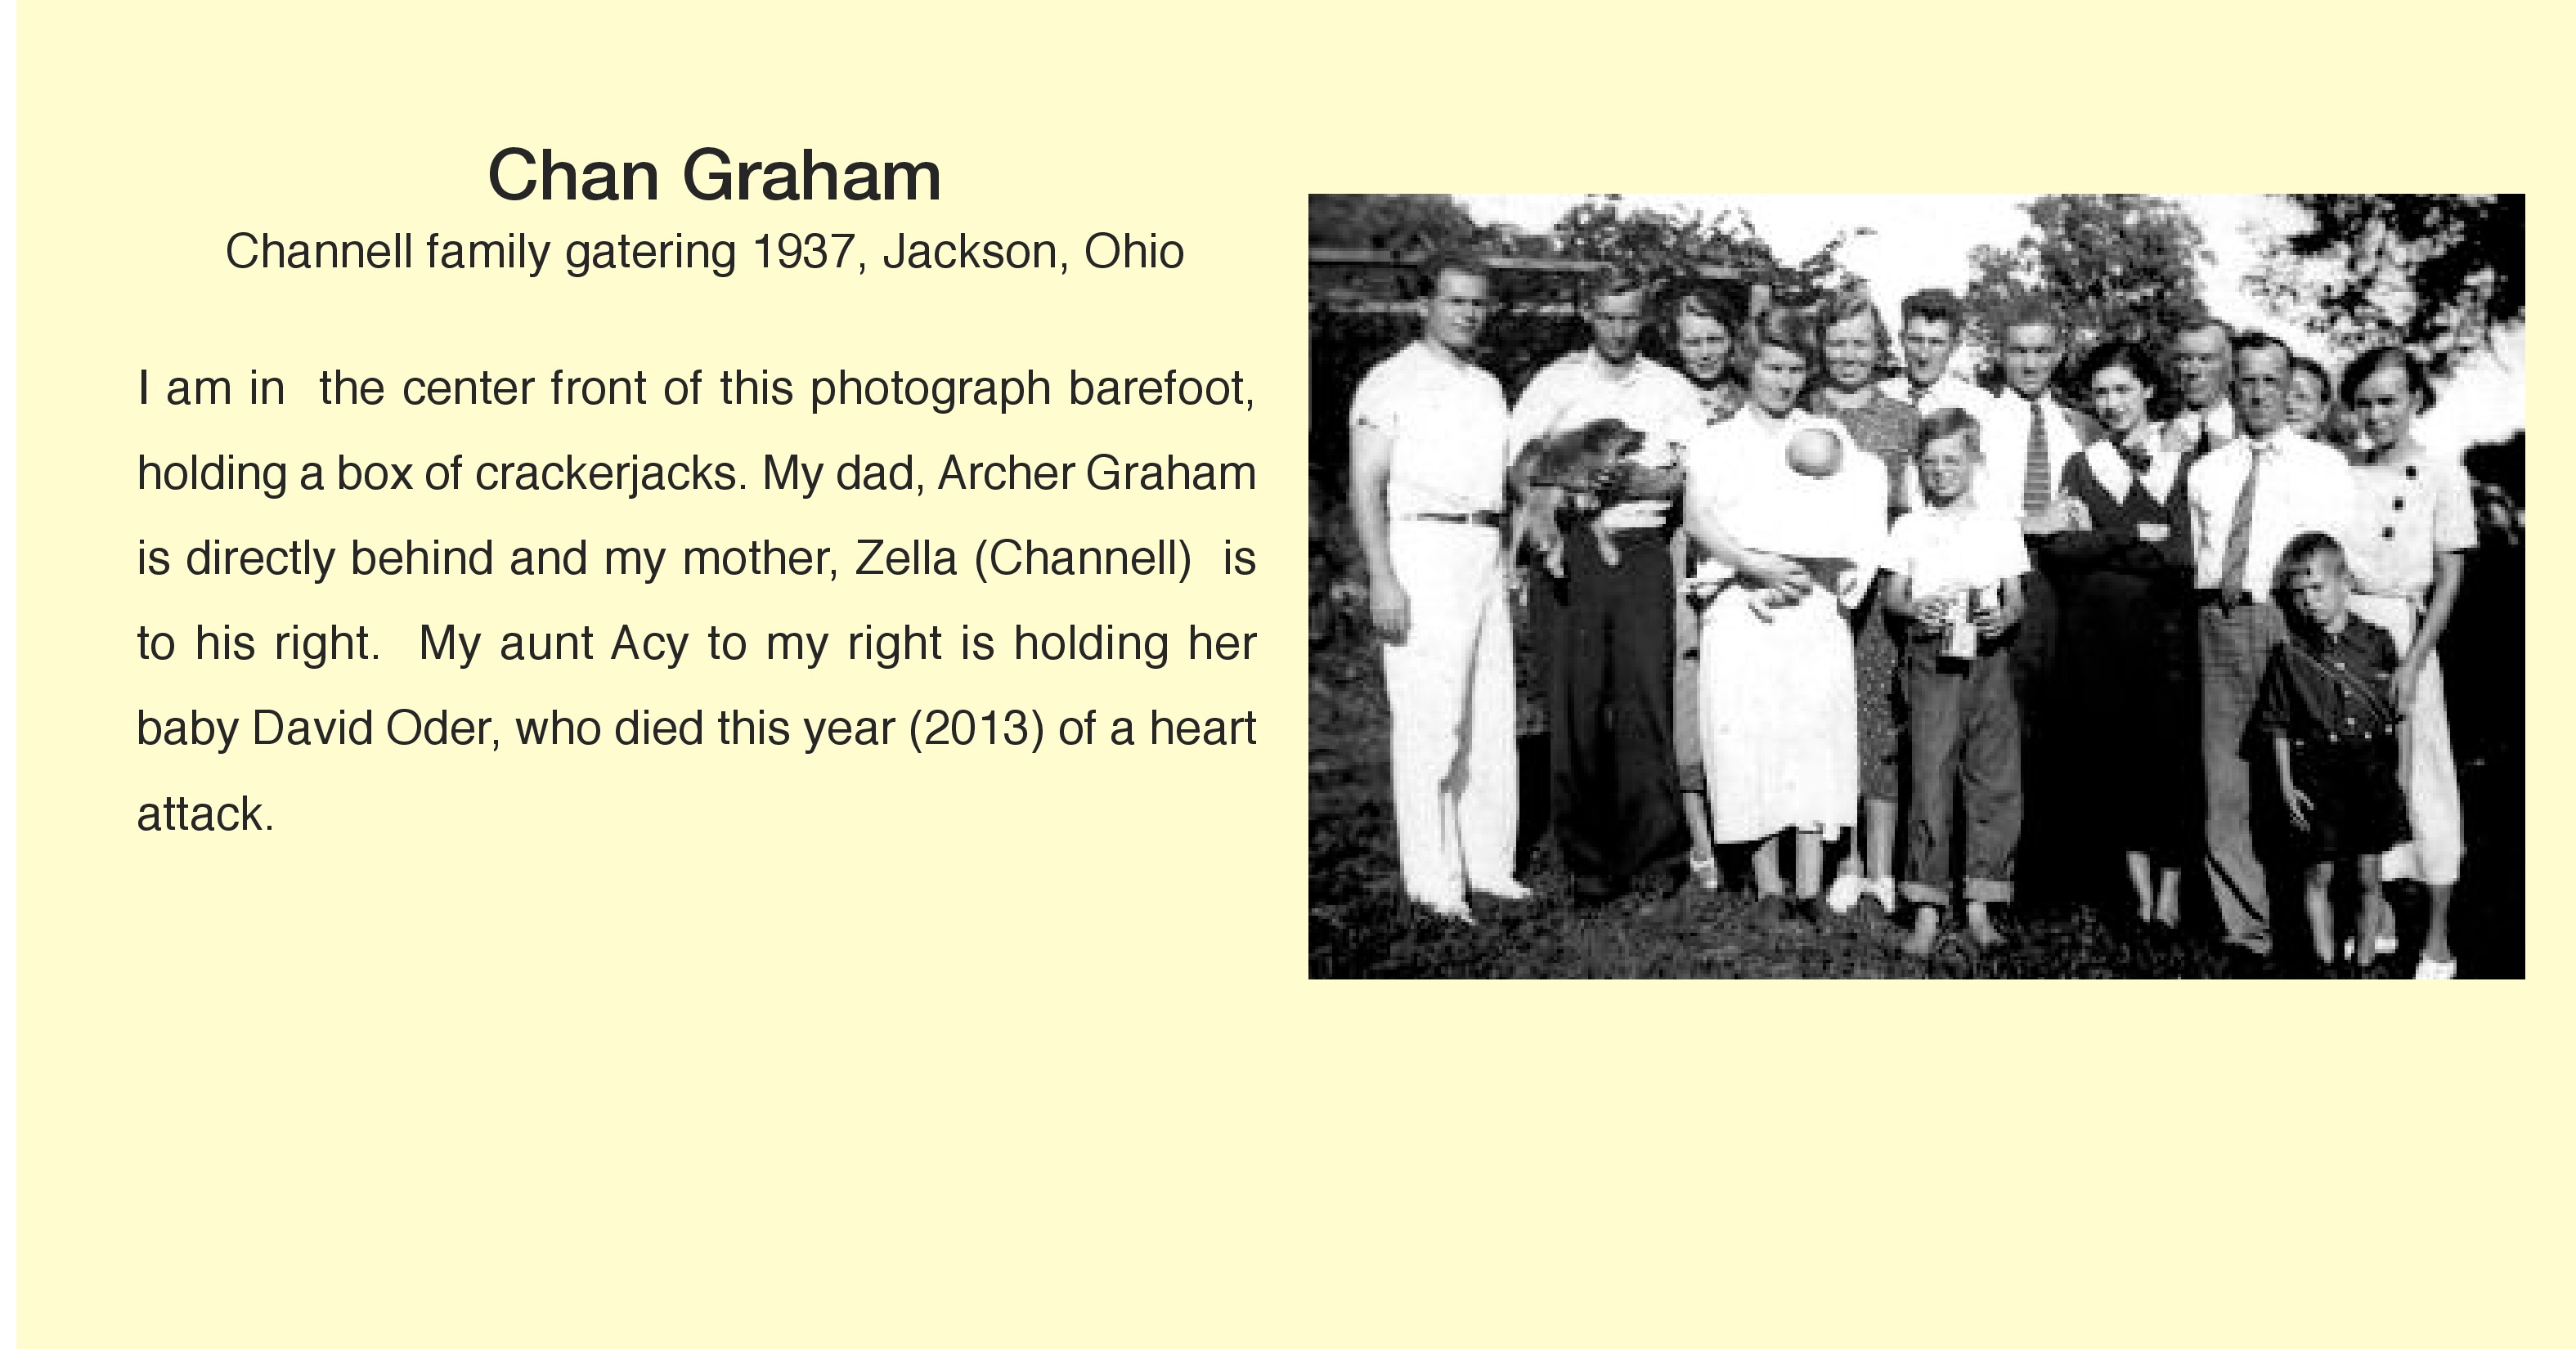 Chan Graham
Channell family gatering 1937, Jackson, Ohio
I am in  the center front of this photograph barefoot,
holding a box of crackerjacks. My dad, Archer Graham
is directly behind and my mother, Zella (Channell)  is
to his right.  My aunt Acy to my right is holding her
baby David Oder, who died this year (2013) of a heart
attack.